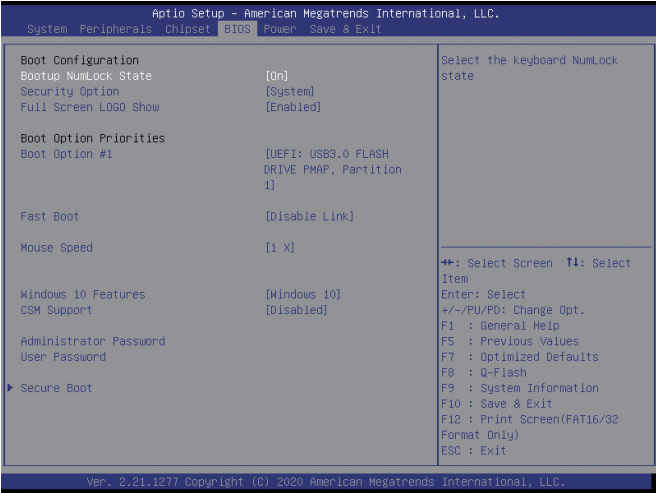 Aptio Setup – American Megatrends International, LLC.
System Peripherals Chipset BIOS Power Save & Exit
Boot Configuration
Bootup NumLock State [On]
Security Option [System]
Full Screen LOGO Show [Enabled]
Boot Option Priorities
Boot Option #1 [UEFI: USB3.0 FLASH
DRIVE PMAP, Partition
1]
Fast Boot [Disable Link]
Mouse Speed [1 X]
Windows 10 Features [Windows 10]
CSM Support [Disabled]
Administrator Password
User Password
Secure Boot
Select the keyboard NumLock
state
→←: Select Screen ↑↓: Select
Item
Enter: Select
+/-/PU/PD: Change Opt.
F1 : General Help
F5 : Previous Values
F7 : Optimized Defaults
F8 : Q-Flash
F9 : System Information
F10 : Save & Exit
F12 : Print Screen(FAT16/32
Format Only)
ESC : Exit
Ver. 2.21.1277 Copyright (C) 2020 American Megatrends International, LLC.